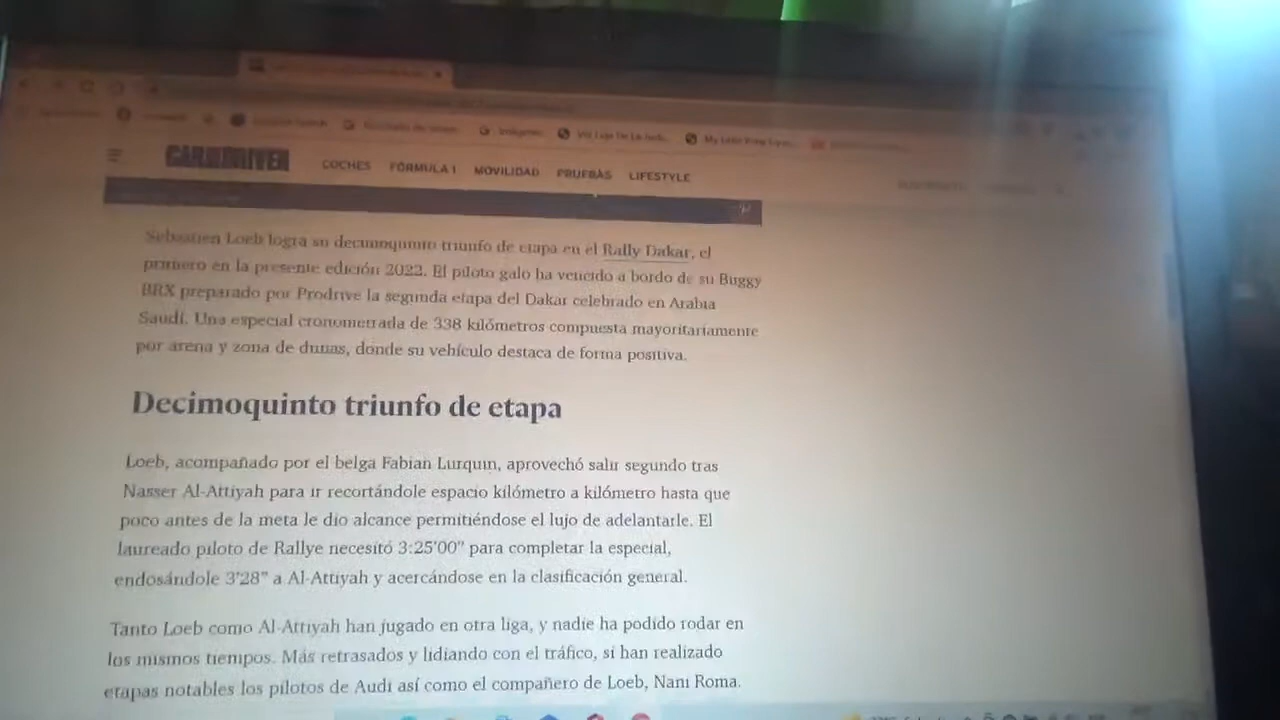 CAR DRIVER COCHES FÓRMULA 1 MOVILIDAD PRUEBAS LIFESTYLE
Sebastien Loeb logra su decimoquinto triunfo de etapa en el Rally Dakar, el
primero en la presente edición 2022. El piloto galo ha vencido a bordo de su Buggy
BRX preparado por Prodrive la segunda etapa del Dakar celebrado en Arabia
Saudí. Una especial cronometrada de 338 kilómetros compuesta mayoritariamente
por arena y zona de dunas, donde su vehículo destaca de forma positiva.
Decimoquinto triunfo de etapa
Loeb, acompañado por el belga Fabian Lurquin, aprovechó salir segundo tras
Nasser Al-Attiyah para ir recortándole espacio kilómetro a kilómetro hasta que
poco antes de la meta le dio alcance permitiéndose el lujo de adelantarle. El
laureado piloto de Rallye necesitó 3:25'00" para completar la especial,
endosándole 3'28" a Al-Attiyah y acercándose en la clasificación general.
Tanto Loeb como Al-Attiyah han jugado en otra liga, y nadie ha podido rodar en
los mismos tiempos. Más retrasados y lidiando con el tráfico, si han realizado
etapas notables los pilotos de Audi así como el compañero de Loeb, Nani Roma.